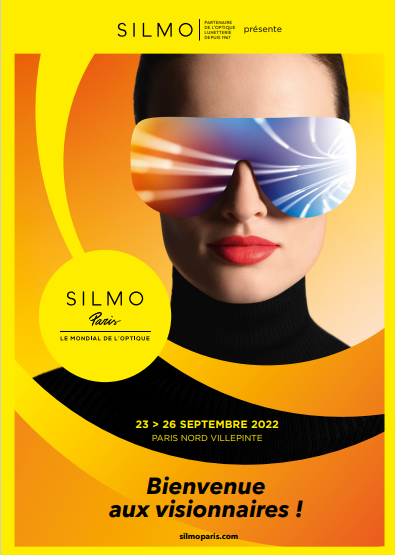 SILMO
PARTENAIRE
DE L'OPTIQUE
LUNETTERIE
DEPUIS 1967
présente
SILMO
Paris
LE MONDIAL DE L'OPTIQUE
23 > 26 SEPTEMBRE 2022
PARIS NORD VILLEPINTE
Bienvenue
aux visionnaires !
silmoparis.com